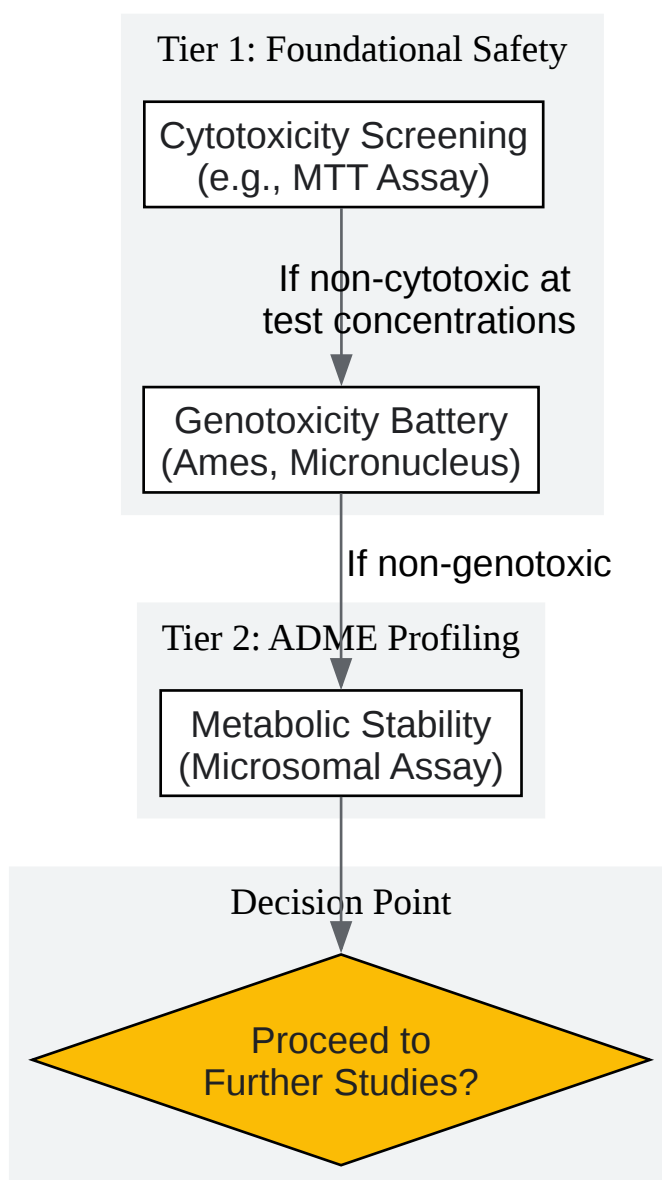 Tier 1: Foundational Safety
Cytotoxicity Screening
(e.g., MTT Assay)
If non-cytotoxic at
test concentrations
Genotoxicity Battery
(Ames, Micronucleus)
If non-genotoxic
Tier 2: ADME Profiling
Metabolic Stability
(Microsomal Assay)
Decision Point
Proceed to
Further Studies?